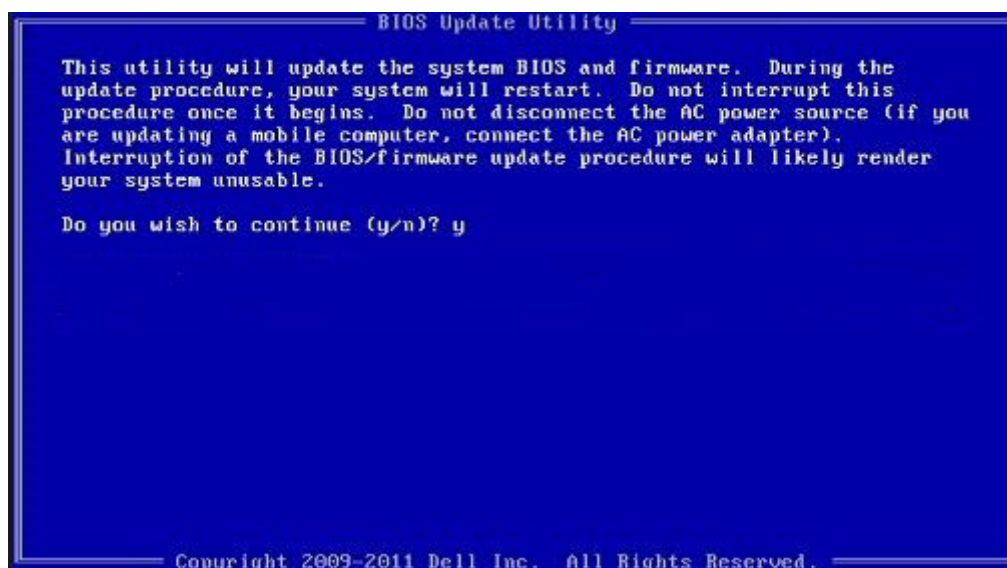 BIOS Update Utility
This utility will update the system BIOS and firmware. During the
update procedure, your system will restart. Do not interrupt this
procedure once it begins. Do not disconnect the AC power source (if you
are updating a mobile computer, connect the AC power adapter).
Interruption of the BIOS/firmware update procedure will likely render
your system unusable.
Do you wish to continue (y/n)? y
Copyright 2009-2011 Dell Inc. All Rights Reserved.